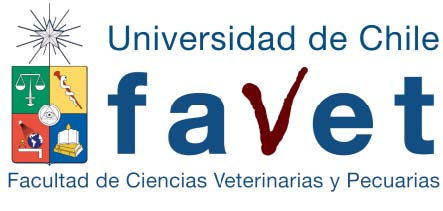 Universidad de Chile
favet
Facultad de Ciencias Veterinarias y Pecuarias